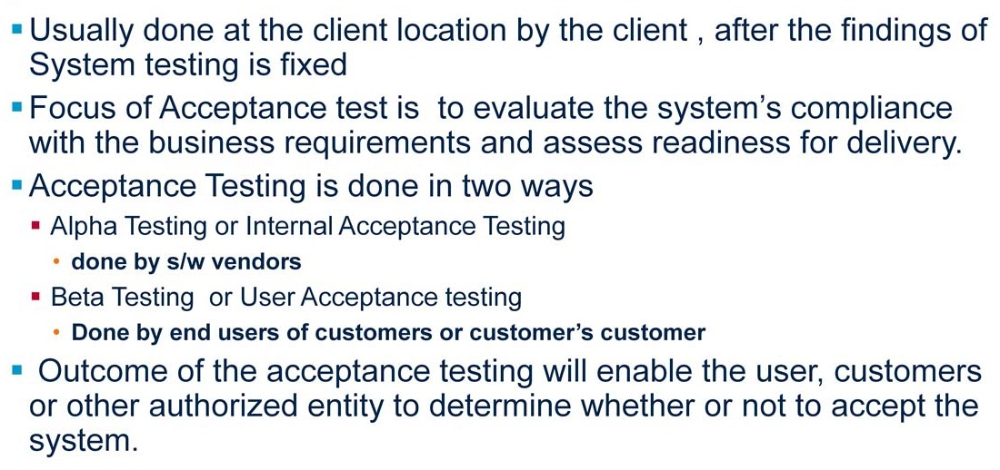 ▪ Usually done at the client location by the client , after the findings of
System testing is fixed
▪ Focus of Acceptance test is  to evaluate the system’s compliance
with the business requirements and assess readiness for delivery.
▪ Acceptance Testing is done in two ways
▪ Alpha Testing or Internal Acceptance Testing
• done by s/w vendors
▪ Beta Testing  or User Acceptance testing
• Done by end users of customers or customer’s customer
▪ Outcome of the acceptance testing will enable the user, customers
or other authorized entity to determine whether or not to accept the
system.